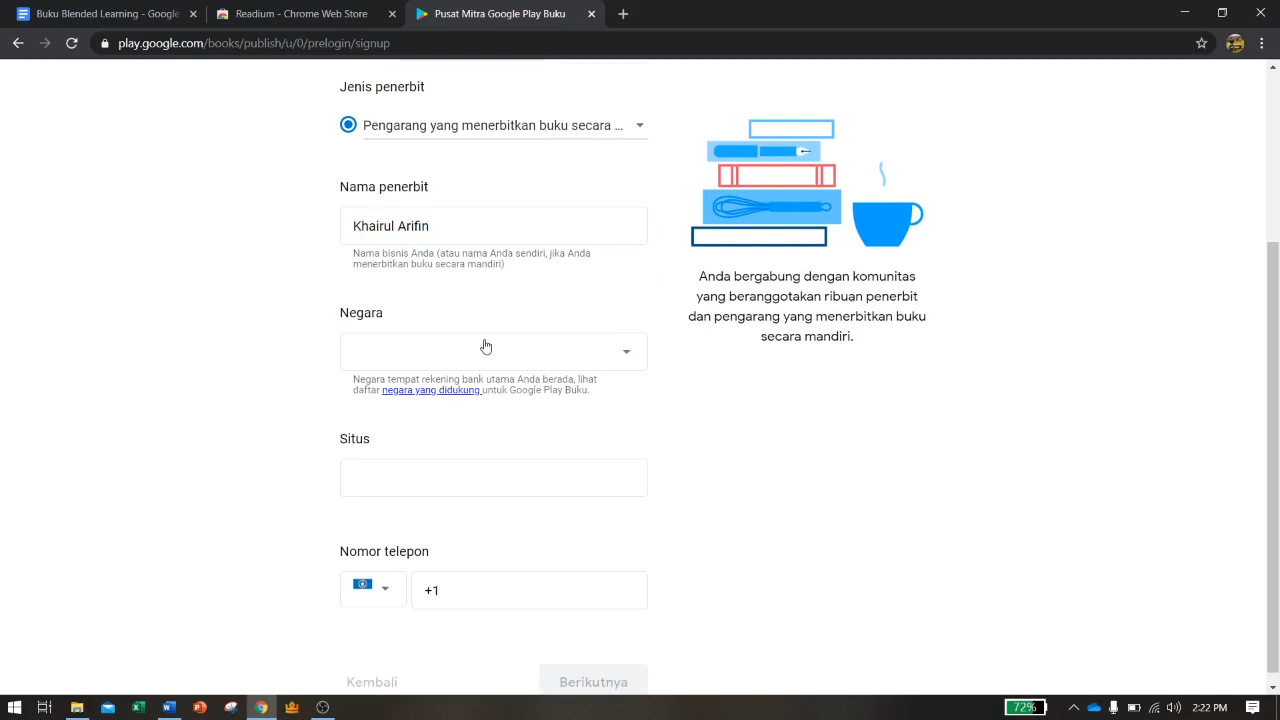 Buku Blended Learning - Google
Readium - Chrome Web Store
Pusat Mitra Google Play Buku
play.google.com/books/publish/u/0/prelogin/signup
Jenis penerbit
Pengarang yang menerbitkan buku secara ...
Nama penerbit
Khairul Arifin
Nama bisnis Anda (atau nama Anda sendiri, jika Anda
menerbitkan buku secara mandiri)
Negara
Negara tempat rekening bank utama Anda berada, lihat
daftar negara yang didukung untuk Google Play Buku.
Situs
Nomor telepon
+1
Kembali
Berikutnya
Anda bergabung dengan komunitas
yang beranggotakan ribuan penerbit
dan pengarang yang menerbitkan buku
secara mandiri.
72%
2:22 PM